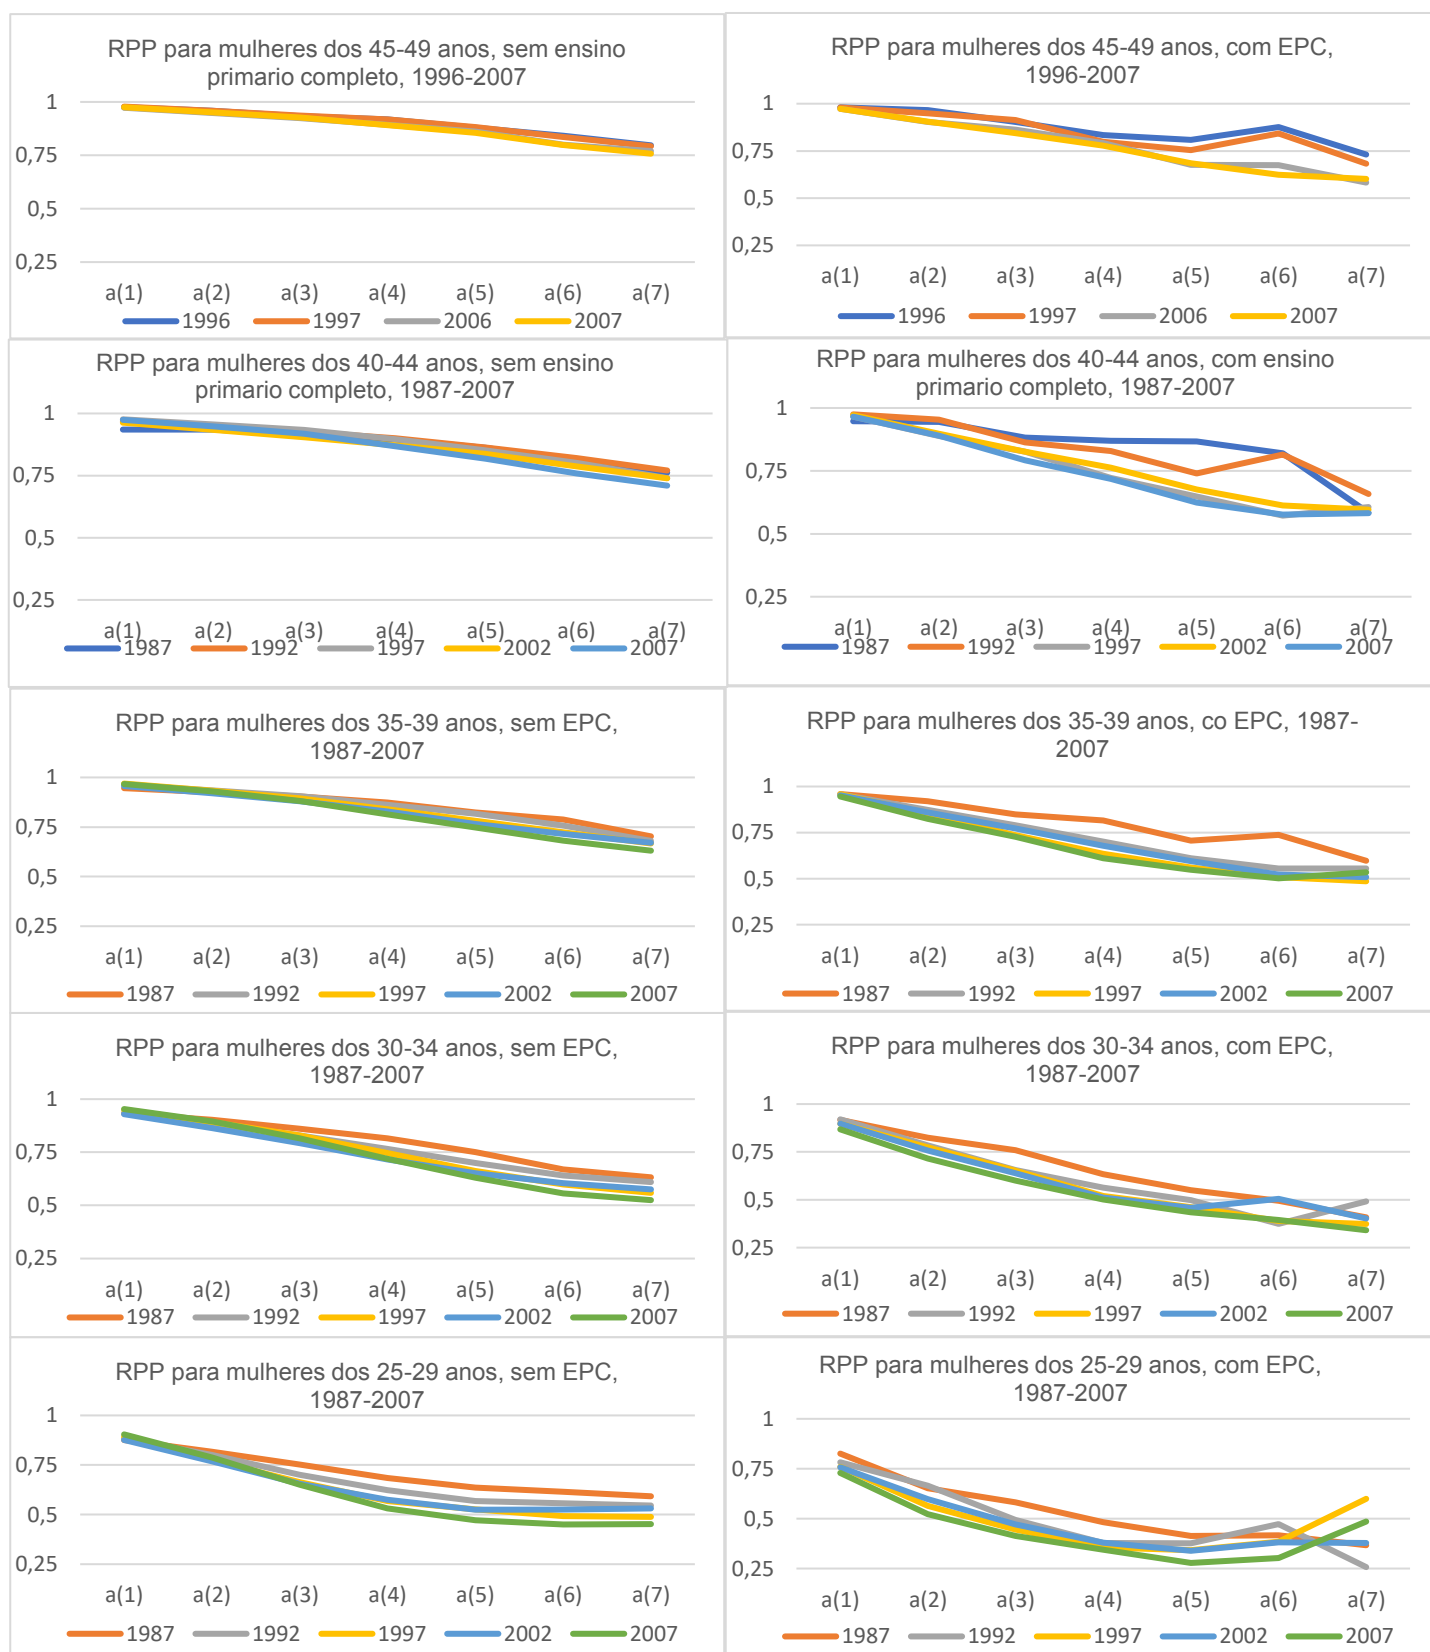 RPP para mulheres dos 45-49 anos, sem ensino
primario completo, 1996-2007
1
0,75
0,5
0,25
a(1) a(2) a(3) a(4) a(5) a(6) a(7)
1996 1997 2006 2007
RPP para mulheres dos 45-49 anos, com EPC,
1996-2007
1
0,75
0,5
0,25
a(1) a(2) a(3) a(4) a(5) a(6) a(7)
1996 1997 2006 2007
RPP para mulheres dos 40-44 anos, sem ensino
primario completo, 1987-2007
1
0,75
0,5
0,25
a(1) a(2) a(3) a(4) a(5) a(6) a(7)
1987 1992 1997 2002 2007
RPP para mulheres dos 40-44 anos, com ensino
primario completo, 1987-2007
1
0,75
0,5
0,25
a(1) a(2) a(3) a(4) a(5) a(6) a(7)
1987 1992 1997 2002 2007
RPP para mulheres dos 35-39 anos, sem EPC,
1987-2007
1
0,75
0,5
0,25
a(1) a(2) a(3) a(4) a(5) a(6) a(7)
1987 1992 1997 2002 2007
RPP para mulheres dos 35-39 anos, co EPC, 1987-
2007
1
0,75
0,5
0,25
a(1) a(2) a(3) a(4) a(5) a(6) a(7)
1987 1992 1997 2002 2007
RPP para mulheres dos 30-34 anos, sem EPC,
1987-2007
1
0,75
0,5
0,25
a(1) a(2) a(3) a(4) a(5) a(6) a(7)
1987 1992 1997 2002 2007
RPP para mulheres dos 30-34 anos, com EPC,
1987-2007
1
0,75
0,5
0,25
a(1) a(2) a(3) a(4) a(5) a(6) a(7)
1987 1992 1997 2002 2007
RPP para mulheres dos 25-29 anos, sem EPC,
1987-2007
1
0,75
0,5
0,25
a(1) a(2) a(3) a(4) a(5) a(6) a(7)
1987 1992 1997 2002 2007
RPP para mulheres dos 25-29 anos, com EPC,
1987-2007
1
0,75
0,5
0,25
a(1) a(2) a(3) a(4) a(5) a(6) a(7)
1987 1992 1997 2002 2007